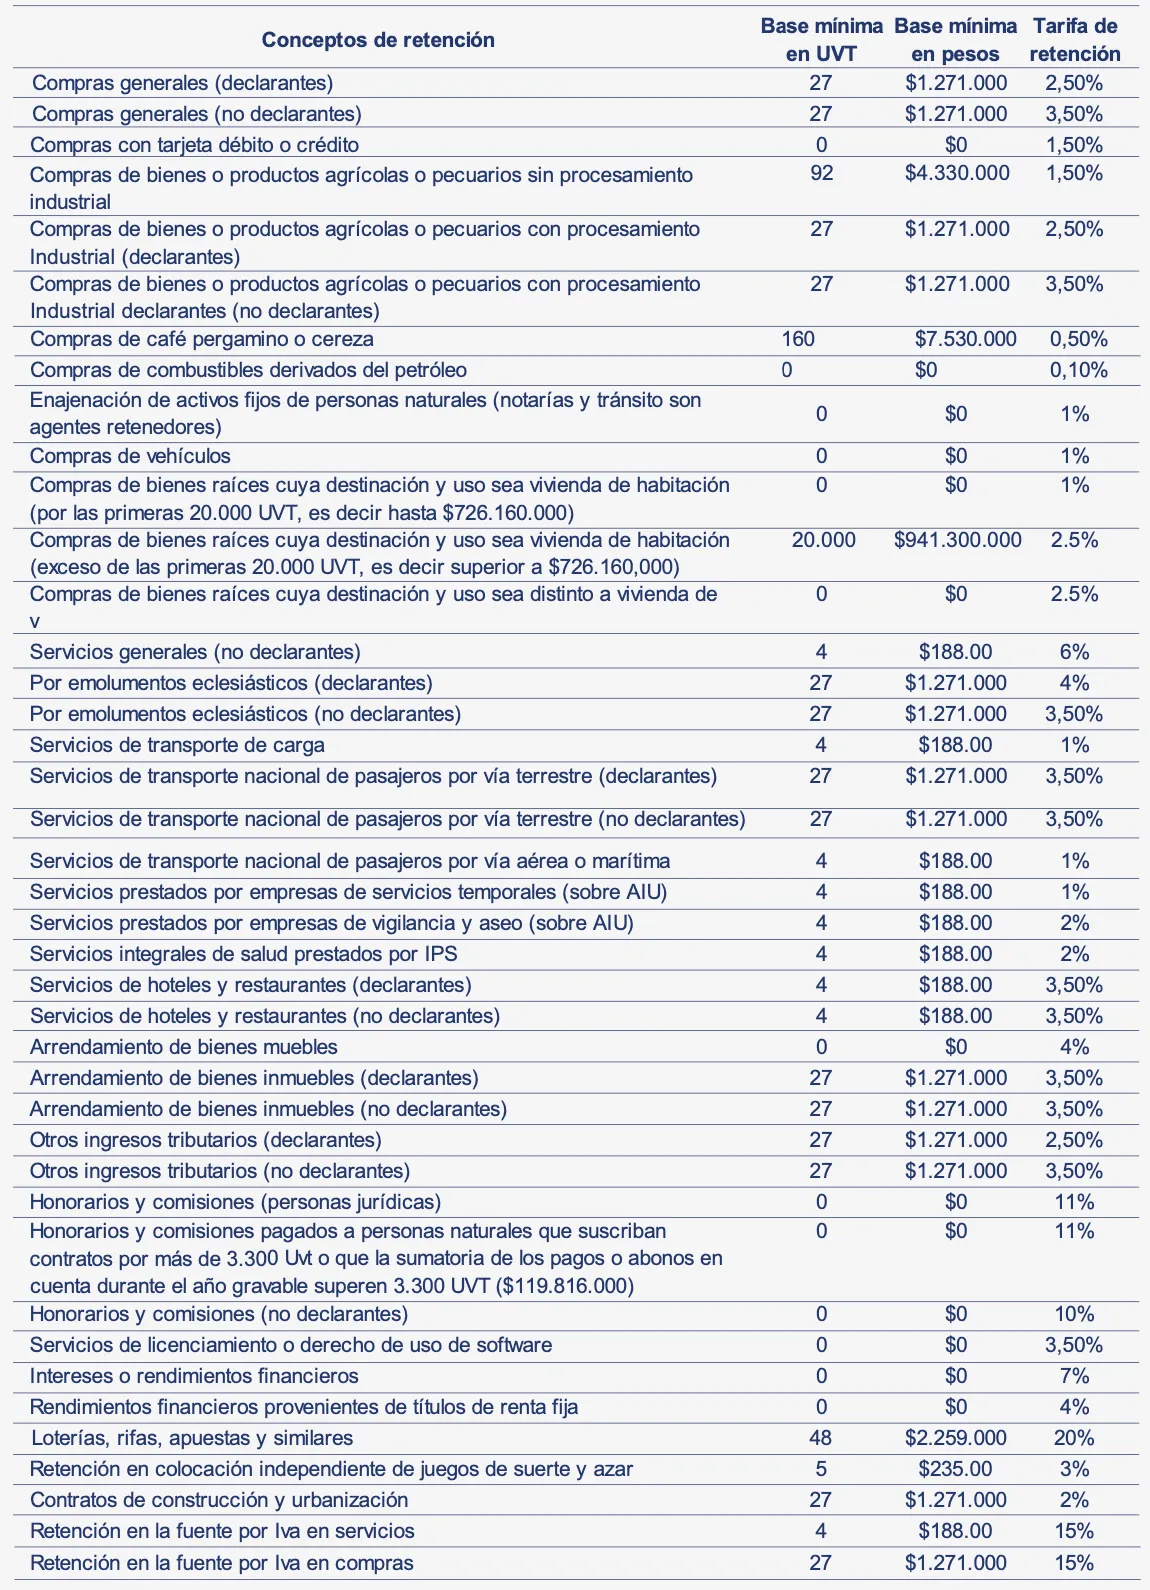 Conceptos de retención Base mínima en UVT Base mínima en pesos Tarifa de retención
Compras generales (declarantes) 27 $1.271.000 2,50%
Compras generales (no declarantes) 27 $1.271.000 3,50%
Compras con tarjeta débito o crédito 0 $0 1,50%
Compras de bienes o productos agrícolas o pecuarios sin procesamiento 92 $4.330.000 1,50%
industrial
Compras de bienes o productos agrícolas o pecuarios con procesamiento 27 $1.271.000 2,50%
Industrial (declarantes)
Compras de bienes o productos agrícolas o pecuarios con procesamiento 27 $1.271.000 3,50%
Industrial declarantes (no declarantes)
Compras de café pergamino o cereza 160 $7.530.000 0,50%
Compras de combustibles derivados del petróleo 0 $0 0,10%
Enajenación de activos fijos de personas naturales (notarías y tránsito son
agentes retenedores) 0 $0 1%
Compras de vehículos 0 $0 1%
Compras de bienes raíces cuya destinación y uso sea vivienda de habitación 0 $0 1%
(por las primeras 20.000 UVT, es decir hasta $726.160.000)
Compras de bienes raíces cuya destinación y uso sea vivienda de habitación 20.000 $941.300.000 2.5%
(exceso de las primeras 20.000 UVT, es decir superior a $726.160,000)
Compras de bienes raíces cuya destinación y uso sea distinto a vivienda de 0 $0 2.5%
v
Servicios generales (no declarantes) 4 $188.00 6%
Por emolumentos eclesiásticos (declarantes) 27 $1.271.000 4%
Por emolumentos eclesiásticos (no declarantes) 27 $1.271.000 3,50%
Servicios de transporte de carga 4 $188.00 1%
Servicios de transporte nacional de pasajeros por vía terrestre (declarantes) 27 $1.271.000 3,50%
Servicios de transporte nacional de pasajeros por vía terrestre (no declarantes) 27 $1.271.000 3,50%
Servicios de transporte nacional de pasajeros por vía aérea o marítima 4 $188.00 1%
Servicios prestados por empresas de servicios temporales (sobre AIU) 4 $188.00 1%
Servicios prestados por empresas de vigilancia y aseo (sobre AIU) 4 $188.00 2%
Servicios integrales de salud prestados por IPS 4 $188.00 2%
Servicios de hoteles y restaurantes (declarantes) 4 $188.00 3,50%
Servicios de hoteles y restaurantes (no declarantes) 4 $188.00 3,50%
Arrendamiento de bienes muebles 0 $0 4%
Arrendamiento de bienes inmuebles (declarantes) 27 $1.271.000 3,50%
Arrendamiento de bienes inmuebles (no declarantes) 27 $1.271.000 3,50%
Otros ingresos tributarios (declarantes) 27 $1.271.000 2,50%
Otros ingresos tributarios (no declarantes) 27 $1.271.000 3,50%
Honorarios y comisiones (personas jurídicas) 0 $0 11%
Honorarios y comisiones pagados a personas naturales que suscriban 0 $0 11%
contratos por más de 3.300 Uvt o que la sumatoria de los pagos o abonos en
cuenta durante el año gravable superen 3.300 UVT ($119.816.000)
Honorarios y comisiones (no declarantes) 0 $0 10%
Servicios de licenciamiento o derecho de uso de software 0 $0 3,50%
Intereses o rendimientos financieros 0 $0 7%
Rendimientos financieros provenientes de títulos de renta fija 0 $0 4%
Loterías, rifas, apuestas y similares 48 $2.259.000 20%
Retención en colocación independiente de juegos de suerte y azar 5 $235.00 3%
Contratos de construcción y urbanización 27 $1.271.000 2%
Retención en la fuente por Iva en servicios 4 $188.00 15%
Retención en la fuente por Iva en compras 27 $1.271.000 15%